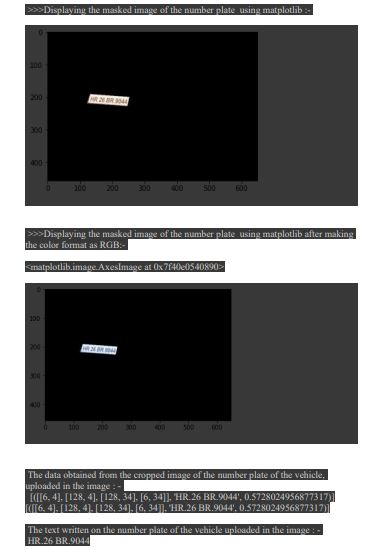 >>>Displaying the masked image of the number plate using matplotlib :-
0
100
200
300
400
HR 26 BR 9044
0 100 200 300 400 500 600
>>>Displaying the masked image of the number plate using matplotlib after making
the color format as RGB:-
<matplotlib.image.AxesImage at 0x7f40e0540890>
0
100
200
300
400
HR 26 BR 9044
0 100 200 300 400 500 600
The data obtained from the cropped image of the number plate of the vehicle,
uploaded in the image : -
[([[6, 4], [128, 4], [128, 34], [6, 34]], 'HR.26 BR.9044', 0.5728024956877317)]
[([[6, 4], [128, 4], [128, 34], [6, 34]], 'HR.26 BR.9044', 0.5728024956877317)]
The text written on the number plate of the vehicle uploaded in the image : -
HR.26 BR.9044